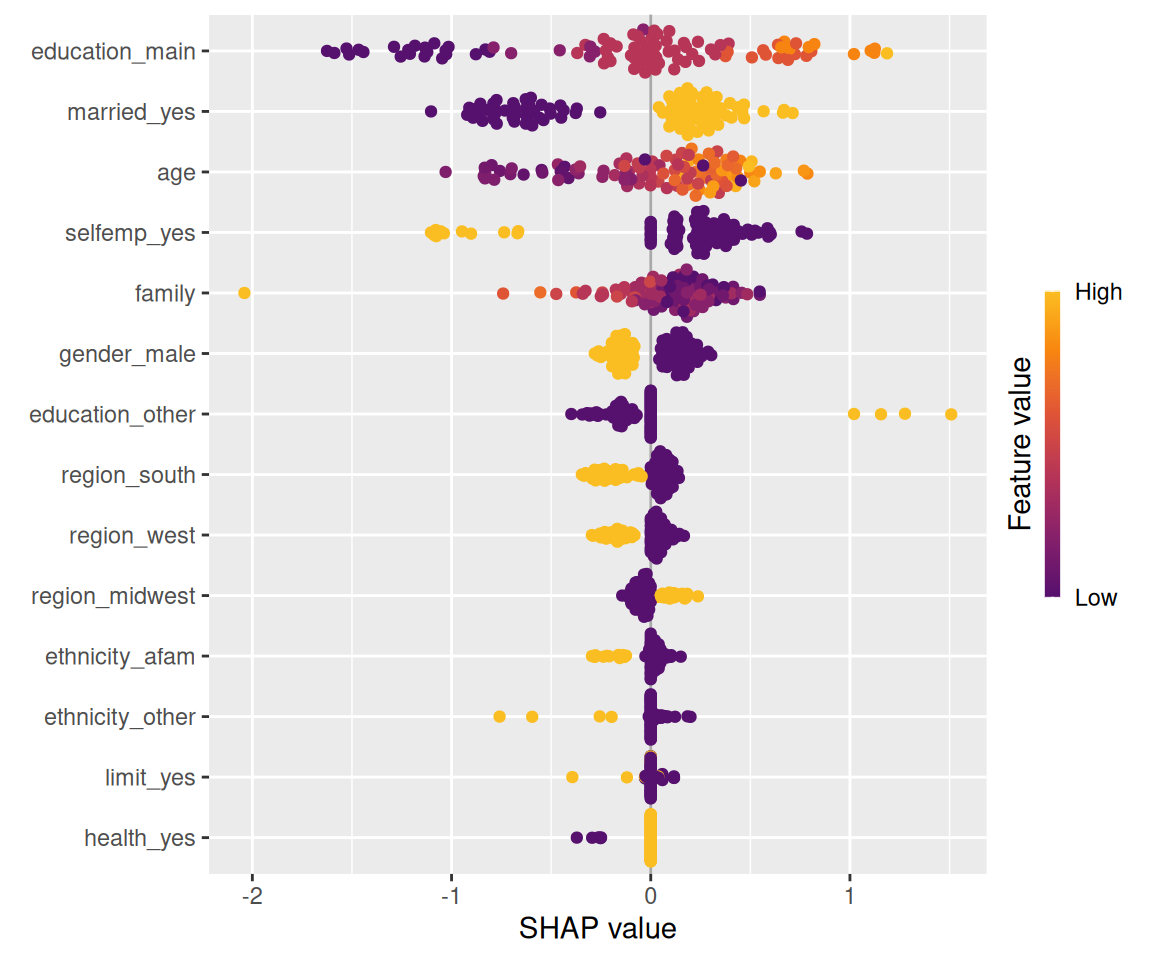 education_main
married_yes
age
selfemp_yes
family
gender_male
education_other
region_south
region_west
region_midwest
ethnicity_afam
ethnicity_other
limit_yes
health_yes
-2 -1 0 1
SHAP value
Feature value
High
Low